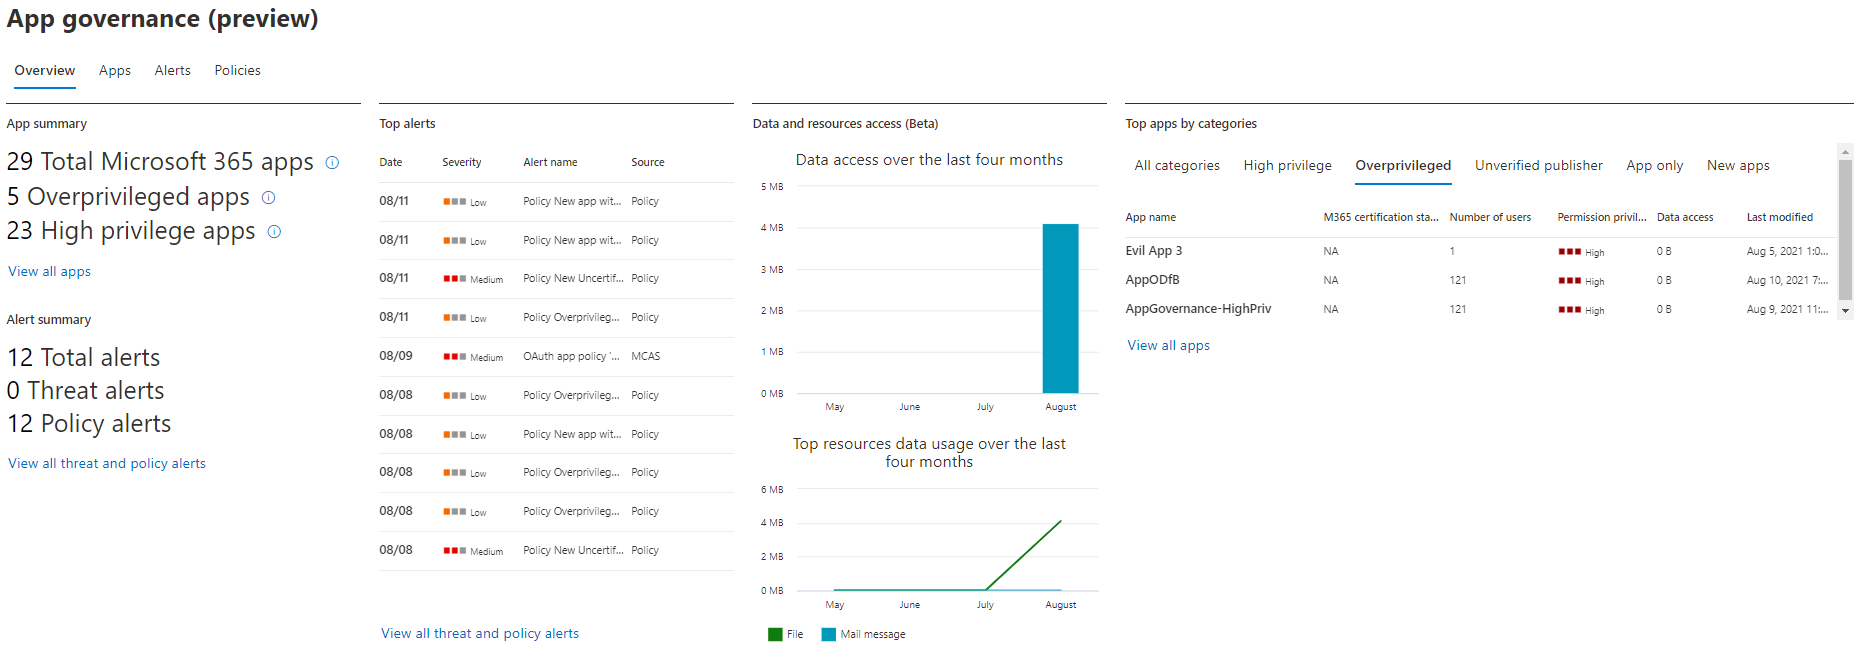 App governance (preview)
Overview Apps Alerts Policies
App summary
29 Total Microsoft 365 apps
5 Overprivileged apps
23 High privilege apps
View all apps
Alert summary
12 Total alerts
0 Threat alerts
12 Policy alerts
View all threat and policy alerts
Top alerts
Date Severity Alert name Source
08/11 Low Policy New app wit... Policy
08/11 Low Policy New app wit... Policy
08/11 Medium Policy New Uncertif... Policy
08/11 Low Policy Overprivileg... Policy
08/09 Medium OAuth app policy '... MCAS
08/08 Low Policy Overprivileg... Policy
08/08 Low Policy New app wit... Policy
08/08 Low Policy Overprivileg... Policy
08/08 Low Policy Overprivileg... Policy
08/08 Medium Policy New Uncertif... Policy
View all threat and policy alerts
Data and resources access (Beta)
Data access over the last four months
5 MB
4 MB
3 MB
2 MB
1 MB
0 MB
May June July August
Top resources data usage over the last
four months
6 MB
4 MB
2 MB
0 MB
May June July August
File Mail message
Top apps by categories
All categories High privilege Overprivileged Unverified publisher App only New apps
App name M365 certification sta... Number of users Permission privil... Data access Last modified
Evil App 3 NA 1 High 0 B Aug 5, 2021 1:0...
AppODfB NA 121 High 0 B Aug 10, 2021 7:...
AppGovernance-HighPriv NA 121 High 0 B Aug 9, 2021 11:...
View all apps